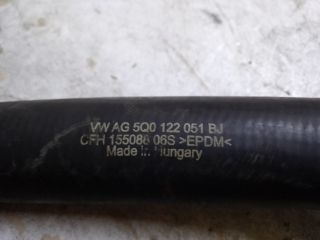 VW AG 5Q0 122 051 BJ
CFH 155086 06S >EPDM<
Made in Hungary